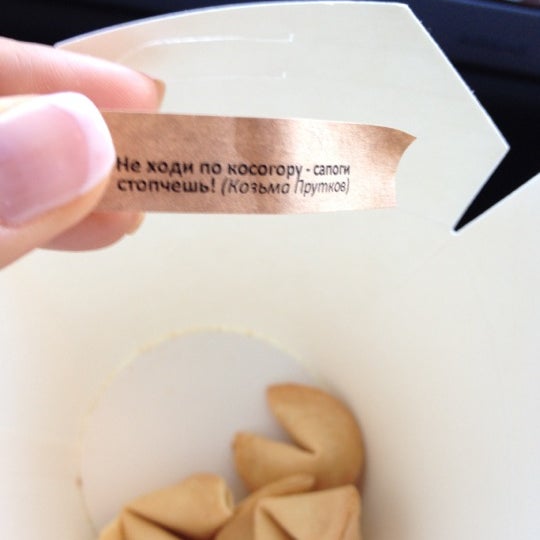 Не ходи по косогору - сапоги
стопчешь! (Козьма Прутков)